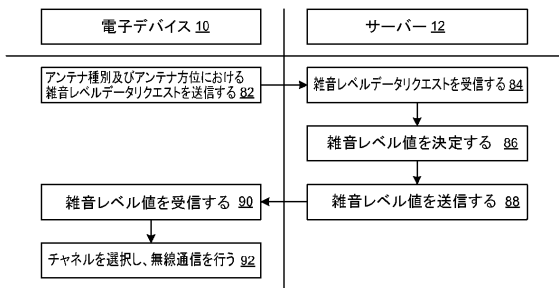 電子デバイス 10
サーバー 12
アンテナ種別及びアンテナ方位における
雑音レベルデータリクエストを送信する 82
雑音レベルデータリクエストを受信する 84
雑音レベル値を決定する 86
雑音レベル値を送信する 88
雑音レベル値を受信する 90
チャネルを選択し、無線通信を行う 92